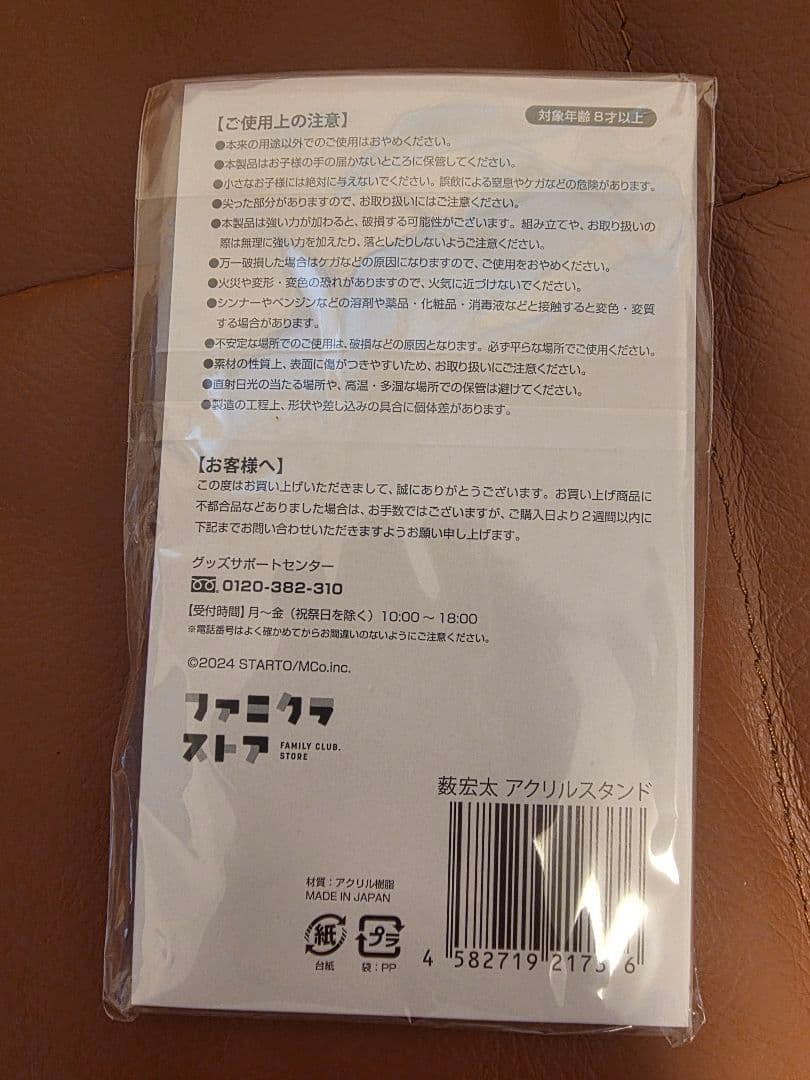 【ご使用上の注意】
対象年齢 8才以上
●本来の用途以外でのご使用はおやめください。
●本製品はお子様の手の届かないところに保管してください。
●小さなお子様には絶対に与えないでください。誤飲による窒息やケガなどの危険があります。
●尖った部分がありますので、お取り扱いにはご注意ください。
●本製品は強い力が加わると、破損する可能性がございます。組み立てや、お取り扱いの
際は無理に強い力を加えたり、落としたりしないようご注意ください。
●万一破損した場合はケガなどの原因になりますので、ご使用をおやめください。
●火災や変形・変色の恐れがありますので、火気に近づけないでください。
●シンナーやベンジンなどの溶剤や薬品・化粧品・消毒液などと接触すると変色・変質
する場合があります。
●不安定な場所でのご使用は、破損などの原因となります。必ず平らな場所でご使用ください。
●素材の性質上、表面に傷がつきやすいため、お取り扱いにご注意ください。
●直射日光の当たる場所や、高温・多湿な場所での保管は避けてください。
●製造の工程上、形状や差し込みの具合に個体差があります。
【お客様へ】
この度はお買い上げいただきまして、誠にありがとうございます。お買い上げ商品に
不都合品などありました場合は、お手数ではございますが、ご購入日より2週間以内に
下記までお問い合わせいただきますようお願い申し上げます。
グッズサポートセンター
0120-382-310
【受付時間】月〜金（祝祭日を除く）10:00〜18:00
※電話番号はよく確かめてからお間違いのないようにご注意ください。
©2024 STARTO/MCo.inc.
ファミクラ
ストア FAMILY CLUB.
STORE
薮宏太 アクリルスタンド
材質：アクリル樹脂
MADE IN JAPAN
紙 プラ
台紙 袋：PP
4 582719 2173 6